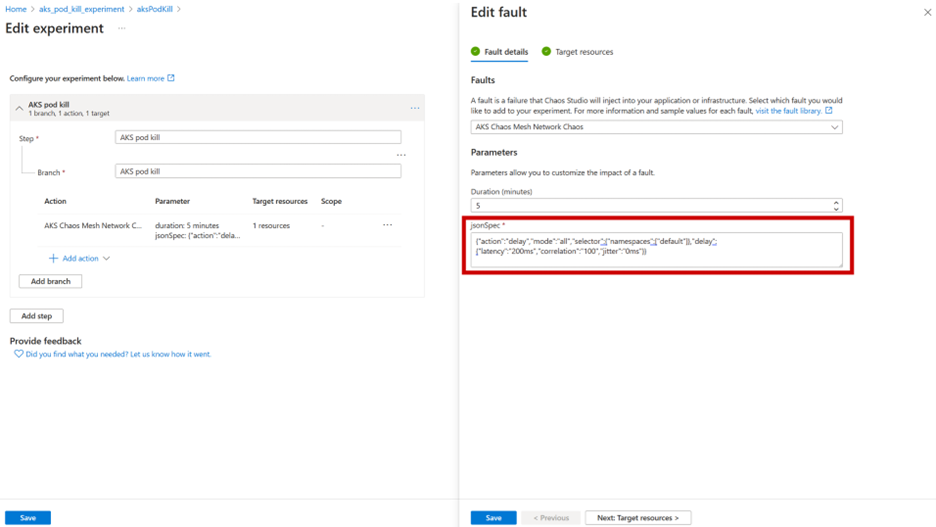 Home > aks_pod_kill_experiment > aksPodKill >
Edit experiment ...
Configure your experiment below. Learn more
AKS pod kill
1 branch, 1 action, 1 target
...
Step *
AKS pod kill
...
Branch *
AKS pod kill
Action Parameter Target resources Scope
AKS Chaos Mesh Network C... duration: 5 minutes 1 resources - ...
jsonSpec: {"action":"dela...
+ Add action
Add branch
Add step
Provide feedback
Did you find what you needed? Let us know how it went.
Save
Edit fault
Fault details Target resources
Faults
A fault is a failure that Chaos Studio will inject into your application or infrastructure. Select which fault you would
like to add to your experiment. For more information and sample values for each fault, visit the fault library.
AKS Chaos Mesh Network Chaos
Parameters
Parameters allow you to customize the impact of a fault.
Duration (minutes)
5
jsonSpec *
{"action":"delay","mode":"all","selector":{"namespaces":["default"]},"delay":
{"latency":"200ms","correlation":"100","jitter":"0ms"}}
Save < Previous Next: Target resources >